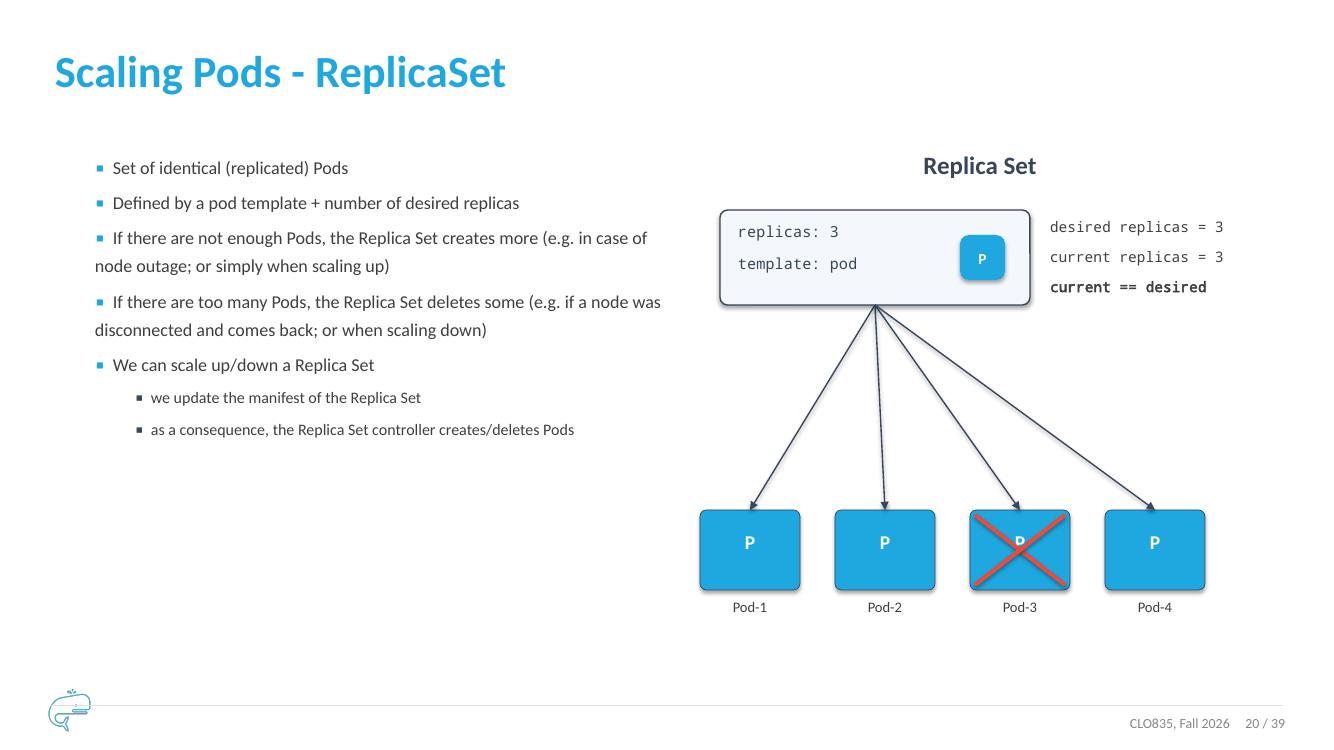 Scaling Pods - ReplicaSet
Set of identical (replicated) Pods
Defined by a pod template + number of desired replicas
If there are not enough Pods, the Replica Set creates more (e.g. in case of
node outage; or simply when scaling up)
If there are too many Pods, the Replica Set deletes some (e.g. if a node was
disconnected and comes back; or when scaling down)
We can scale up/down a Replica Set
we update the manifest of the Replica Set
as a consequence, the Replica Set controller creates/deletes Pods
Replica Set
replicas: 3
template: pod
P
desired replicas = 3
current replicas = 3
current == desired
P
P
P
P
Pod-1
Pod-2
Pod-3
Pod-4
CLO835, Fall 2026 20 / 39